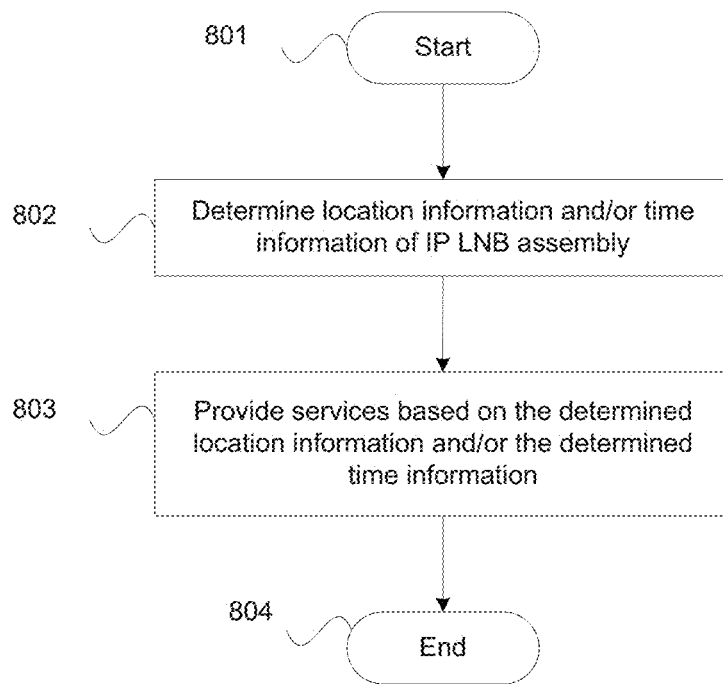 801
Start
802
Determine location information and/or time
information of IP LNB assembly
803
Provide services based on the determined
location information and/or the determined
time information
804
End